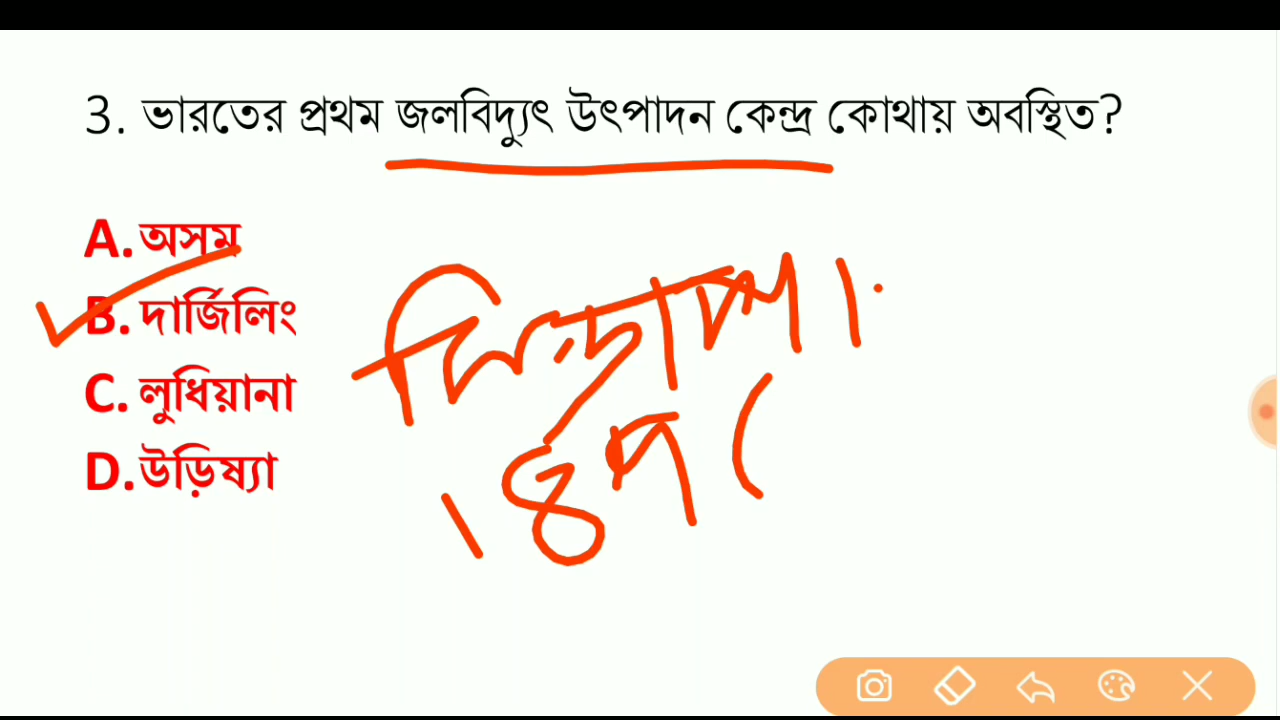 3. ভারতের প্রথম জলবিদ্যুৎ উৎপাদন কেন্দ্র কোথায় অবস্থিত?
A. অসম
B. দার্জিলিং
C. লুধিয়ানা
D. উড়িষ্যা